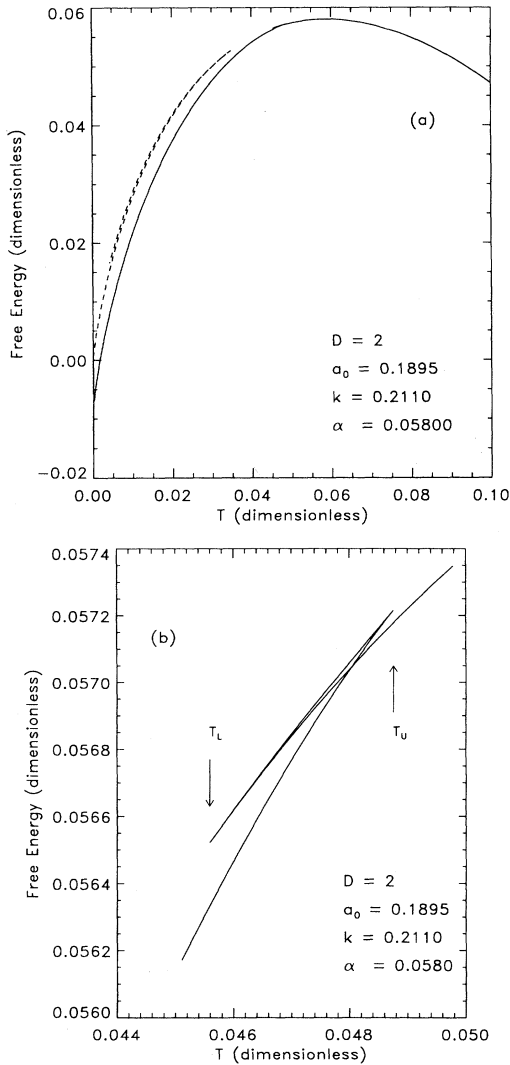 0.06
0.04
0.02
0.00
−0.02
Free Energy (dimensionless)
(a)
D = 2
a₀ = 0.1895
k = 0.2110
α = 0.05800
0.00 0.02 0.04 0.06 0.08 0.10
T (dimensionless)
0.0574
0.0572
0.0570
0.0568
0.0566
0.0564
0.0562
0.0560
Free Energy (dimensionless)
(b)
T_L
T_U
D = 2
a₀ = 0.1895
k = 0.2110
α = 0.0580
0.044 0.046 0.048 0.050
T (dimensionless)